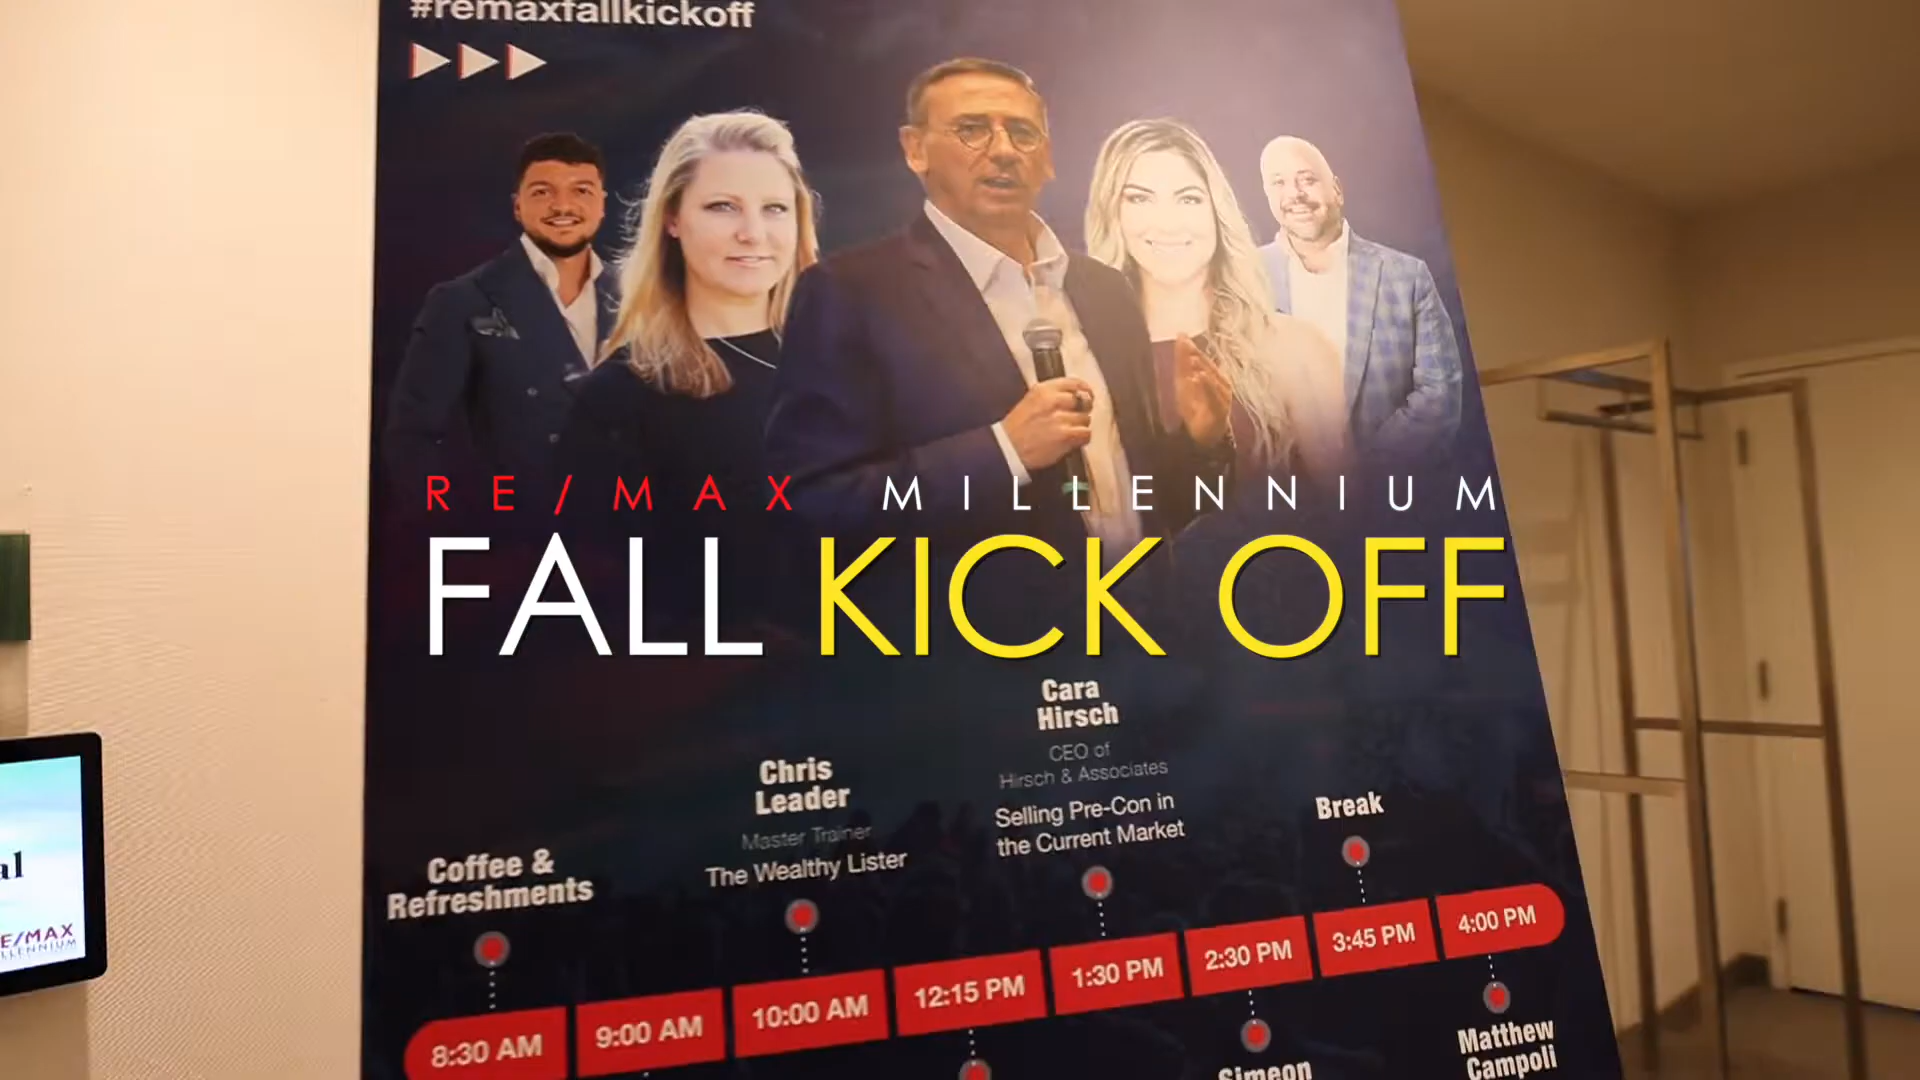 #remaxfallkickoff
RE/MAX MILLENNIUM
FALL KICK OFF
Cara
Hirsch
CEO of
Hirsch & Associates
Selling Pre-Con in
the Current Market
Chris
Leader
Master Trainer
The Wealthy Lister
Break
Coffee &
Refreshments
8:30 AM
9:00 AM
10:00 AM
12:15 PM
1:30 PM
2:30 PM
3:45 PM
4:00 PM
Simeon
Matthew
Campoli
al
E/MAX
LLENNIUM